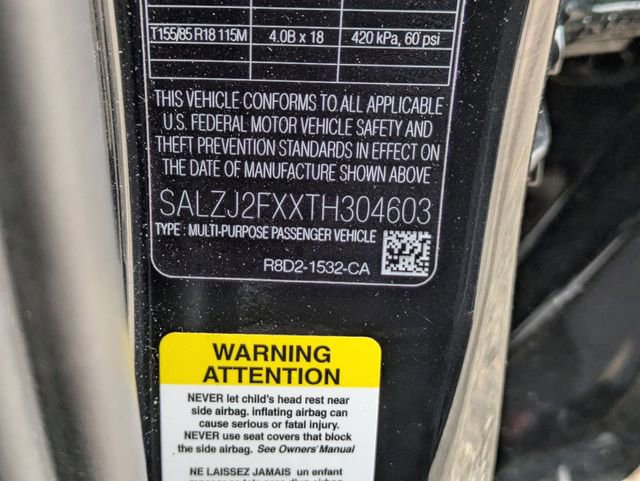 T155/85 R18 115M 4.0B x 18 420 kPa, 60 psi
THIS VEHICLE CONFORMS TO ALL APPLICABLE
U.S. FEDERAL MOTOR VEHICLE SAFETY AND
THEFT PREVENTION STANDARDS IN EFFECT ON
THE DATE OF MANUFACTURE SHOWN ABOVE
SALZJ2FXXTH304603
TYPE MULTI-PURPOSE PASSENGER VEHICLE
R8D2-1532-CA
WARNING
ATTENTION
NEVER let child's head rest near
side airbag. inflating airbag can
cause serious or fatal injury.
NEVER use seat covers that block
the side airbag. See Owners' Manual
NE LAISSEZ JAMAIS un enfant